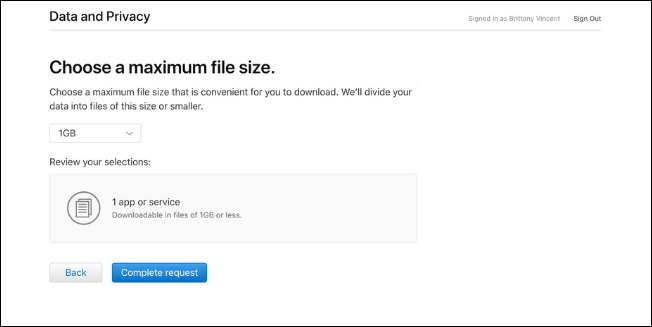 Data and Privacy
Signed in as Brittany Vincent
Sign Out
Choose a maximum file size.
Choose a maximum file size that is convenient for you to download. We'll divide your
data into files of this size or smaller.
1GB
Review your selections:
1 app or service
Downloadable in files of 1GB or less.
Back
Complete request